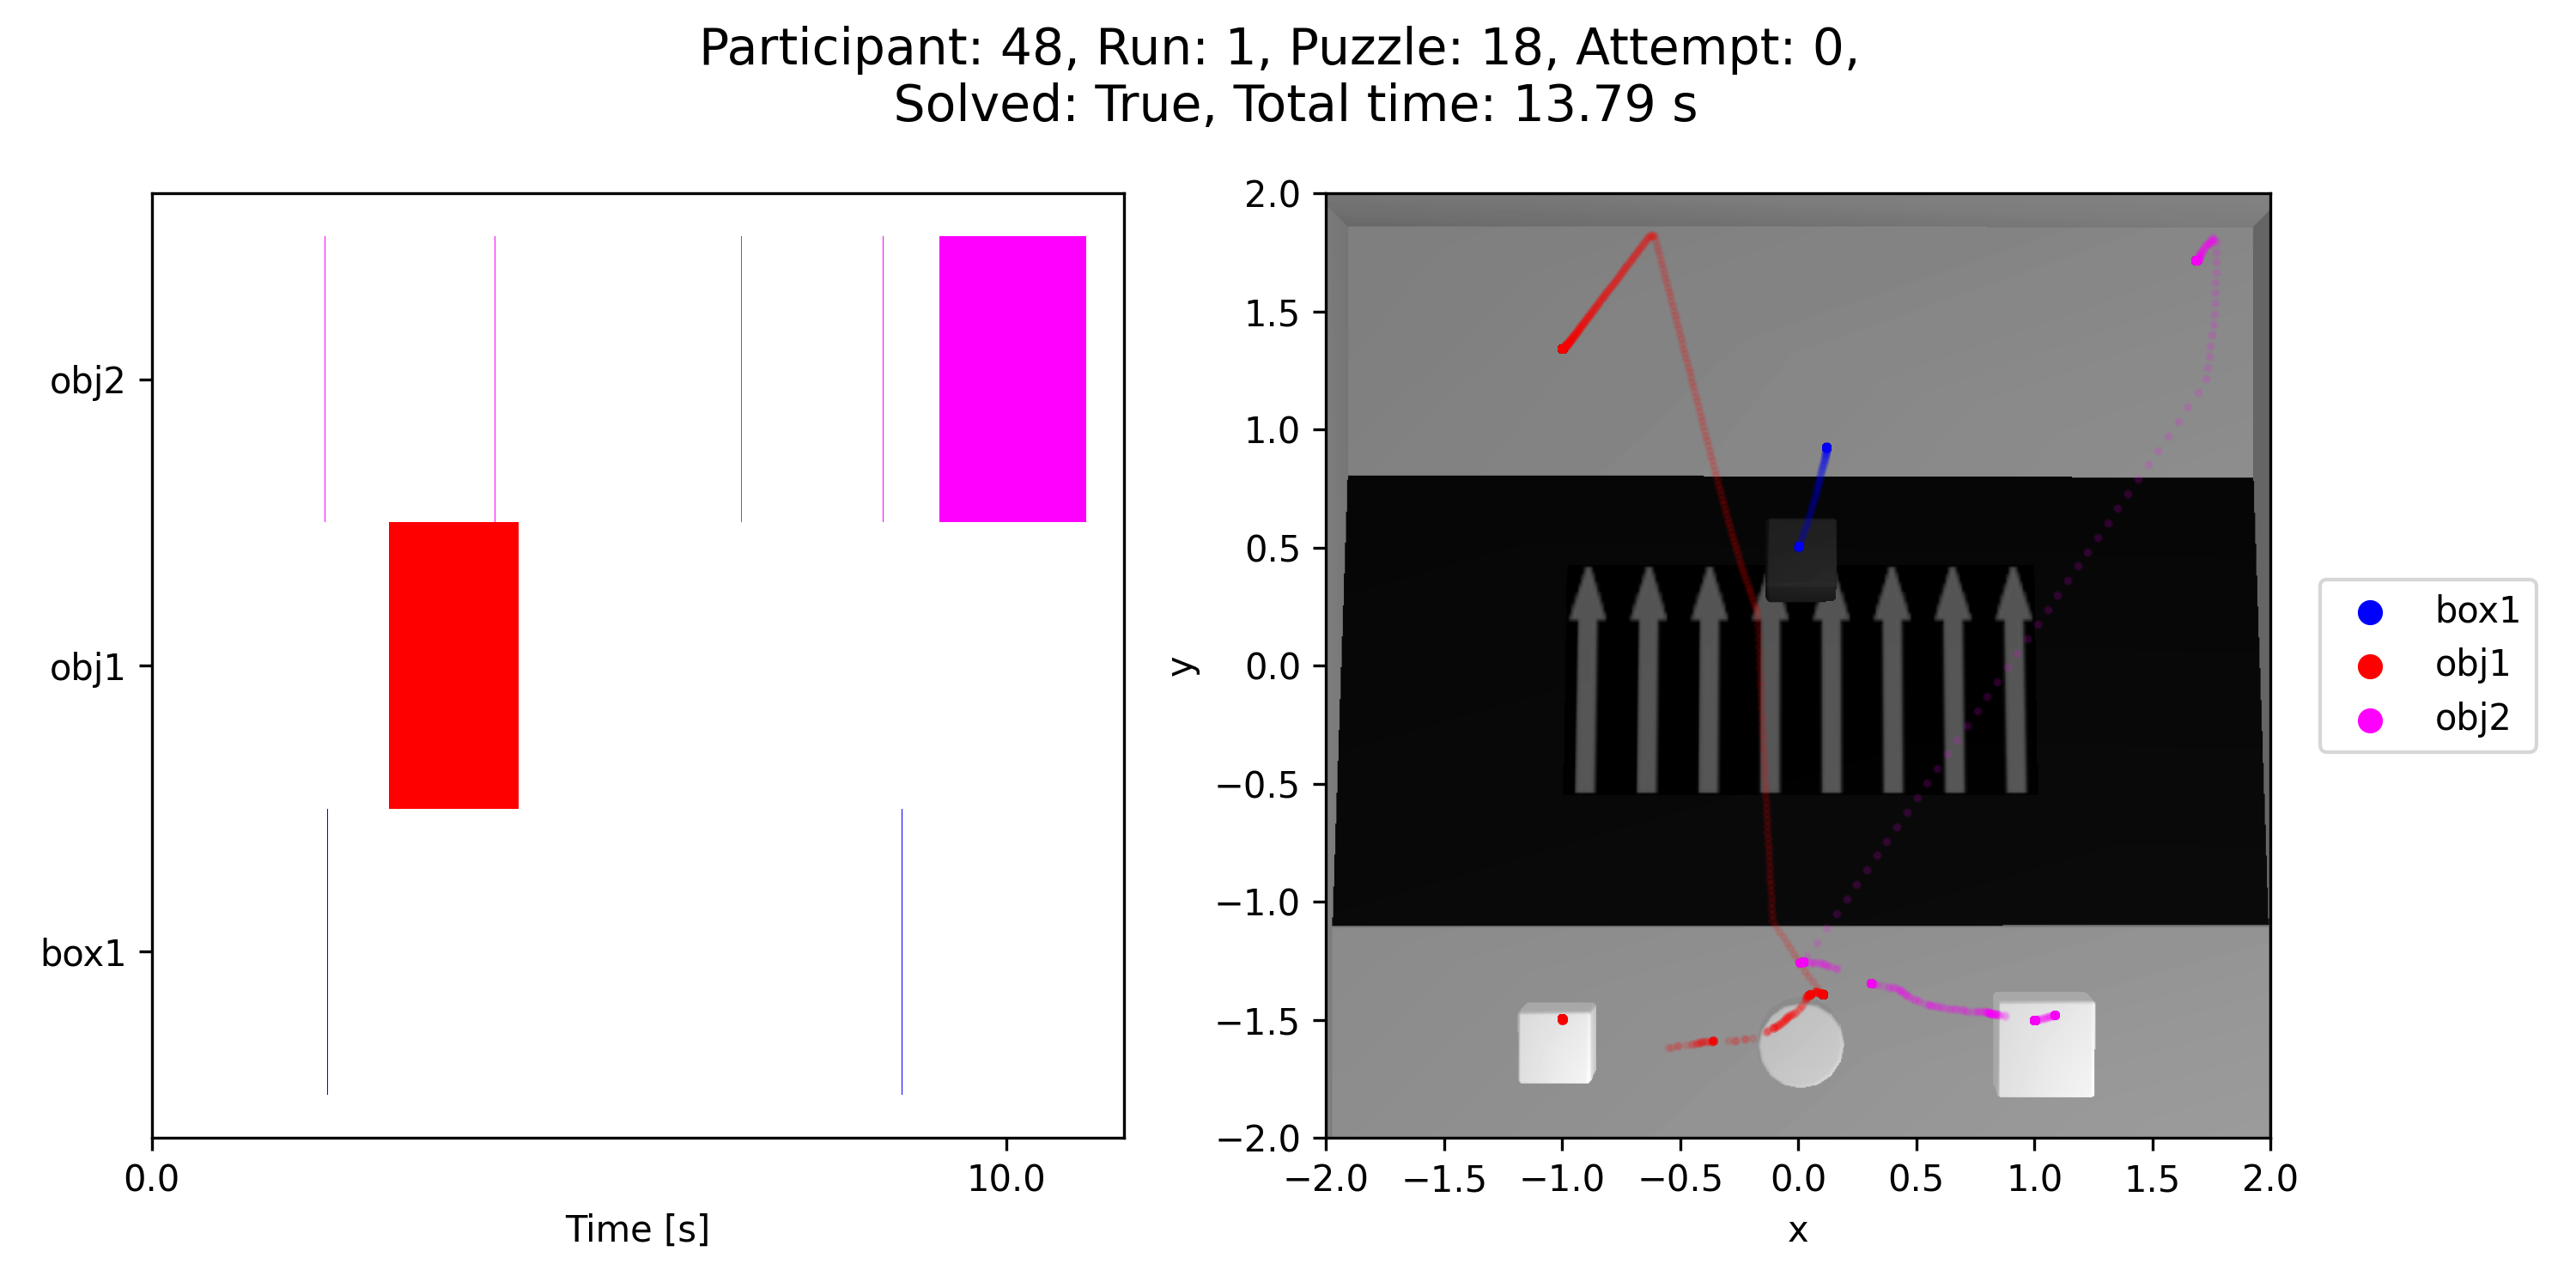 Participant: 48, Run: 1, Puzzle: 18, Attempt: 0,
Solved: True, Total time: 13.79 s
obj2
obj1
box1
0.0
10.0
Time [s]
2.0
1.5
1.0
0.5
0.0
−0.5
−1.0
−1.5
−2.0
y
−2.0
−1.5
−1.0
−0.5
0.0
0.5
1.0
1.5
2.0
x
box1
obj1
obj2